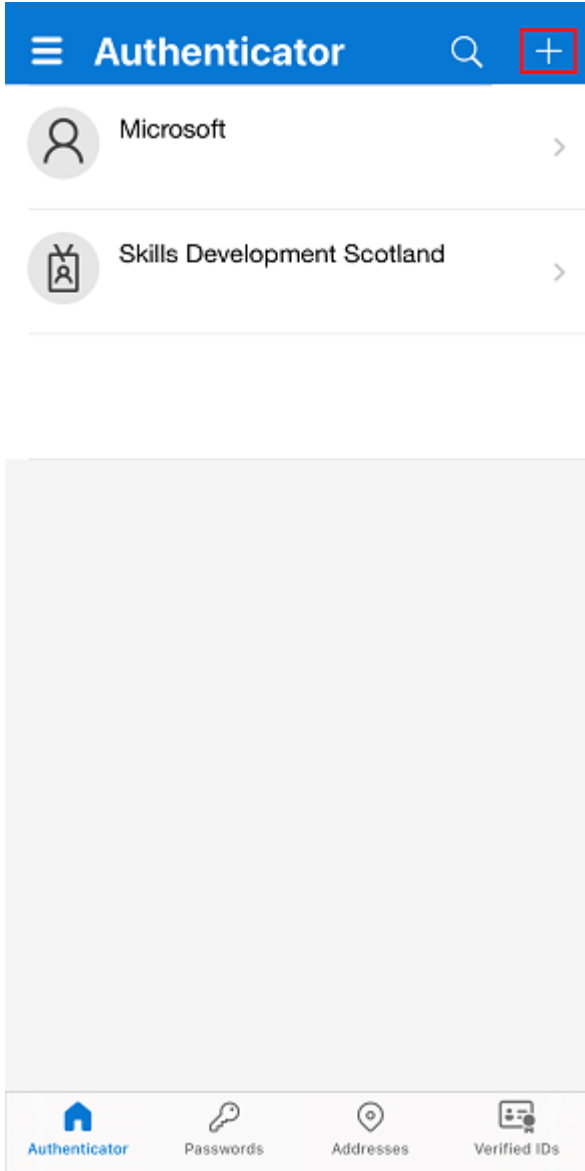 Authenticator
Microsoft
Skills Development Scotland
Authenticator
Passwords
Addresses
Verified IDs